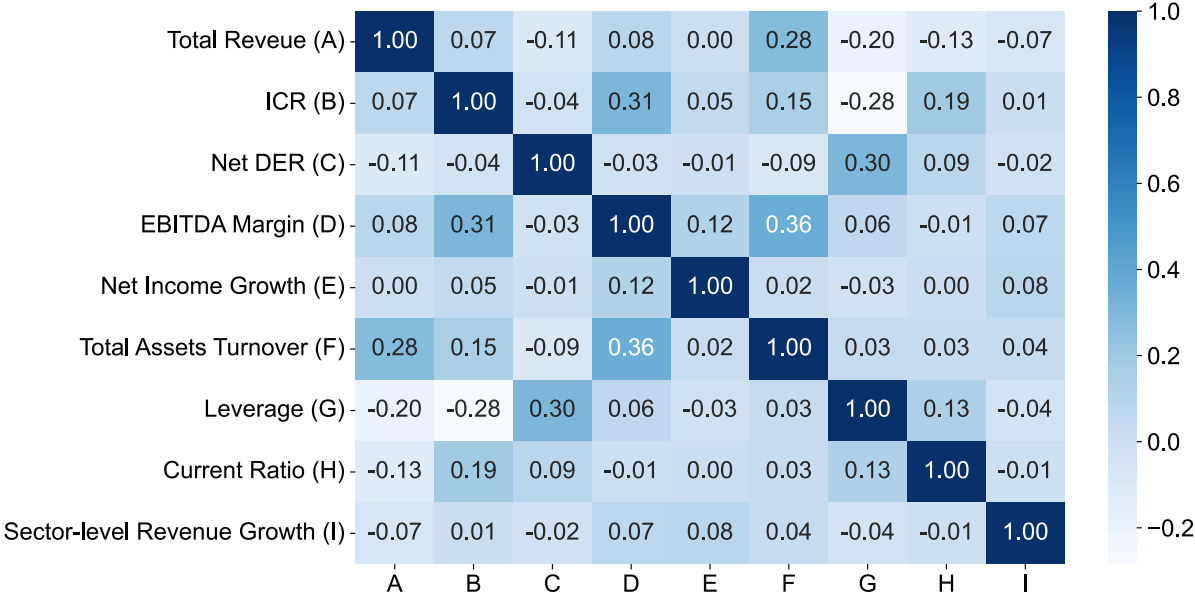 Total Reveue (A) 1.00 0.07 -0.11 0.08 0.00 0.28 -0.20 -0.13 -0.07
ICR (B) 0.07 1.00 -0.04 0.31 0.05 0.15 -0.28 0.19 0.01
Net DER (C) -0.11 -0.04 1.00 -0.03 -0.01 -0.09 0.30 0.09 -0.02
EBITDA Margin (D) 0.08 0.31 -0.03 1.00 0.12 0.36 0.06 -0.01 0.07
Net Income Growth (E) 0.00 0.05 -0.01 0.12 1.00 0.02 -0.03 0.00 0.08
Total Assets Turnover (F) 0.28 0.15 -0.09 0.36 0.02 1.00 0.03 0.03 0.04
Leverage (G) -0.20 -0.28 0.30 0.06 -0.03 0.03 1.00 0.13 -0.04
Current Ratio (H) -0.13 0.19 0.09 -0.01 0.00 0.03 0.13 1.00 -0.01
Sector-level Revenue Growth (I) -0.07 0.01 -0.02 0.07 0.08 0.04 -0.04 -0.01 1.00
A B C D E F G H I
1.0
0.8
0.6
0.4
0.2
0.0
−0.2